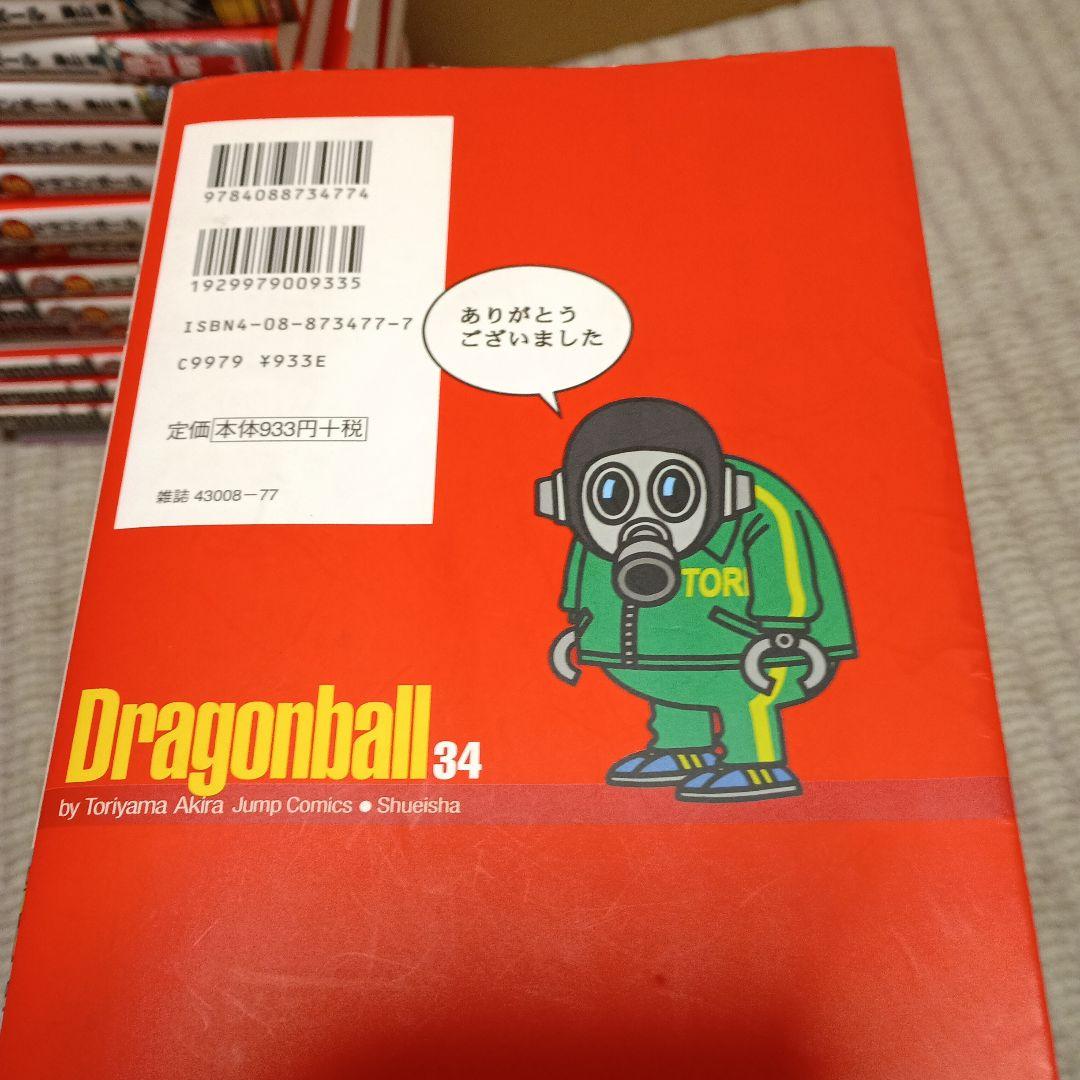 9784088734774
1929979009335
ISBN4-08-873477-7
C9979 ¥933E
定価 本体933円+税
雑誌 43008-77
ありがとう
ございました
TORI
Dragonball 34
by Toriyama Akira Jump Comics ● Shueisha